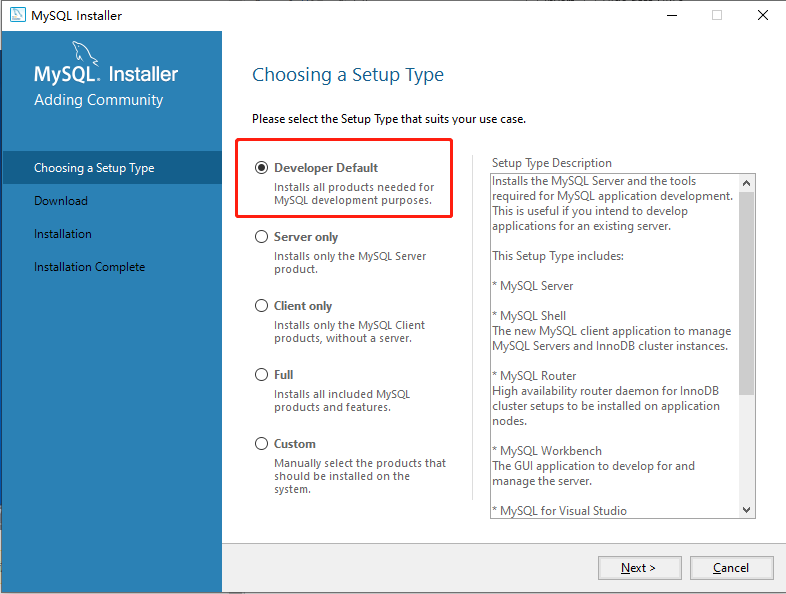 MySQL Installer
MySQL. Installer
Adding Community
Choosing a Setup Type
Download
Installation
Installation Complete
Choosing a Setup Type
Please select the Setup Type that suits your use case.
Developer Default
Installs all products needed for
MySQL development purposes.
Server only
Installs only the MySQL Server
product.
Client only
Installs only the MySQL Client
products, without a server.
Full
Installs all included MySQL
products and features.
Custom
Manually select the products that
should be installed on the
system.
Setup Type Description
Installs the MySQL Server and the tools
required for MySQL application development.
This is useful if you intend to develop
applications for an existing server.
This Setup Type includes:
* MySQL Server
* MySQL Shell
The new MySQL client application to manage
MySQL Servers and InnoDB cluster instances.
* MySQL Router
High availability router daemon for InnoDB
cluster setups to be installed on application
nodes.
* MySQL Workbench
The GUI application to develop for and
manage the server.
* MySQL for Visual Studio
Next >
Cancel